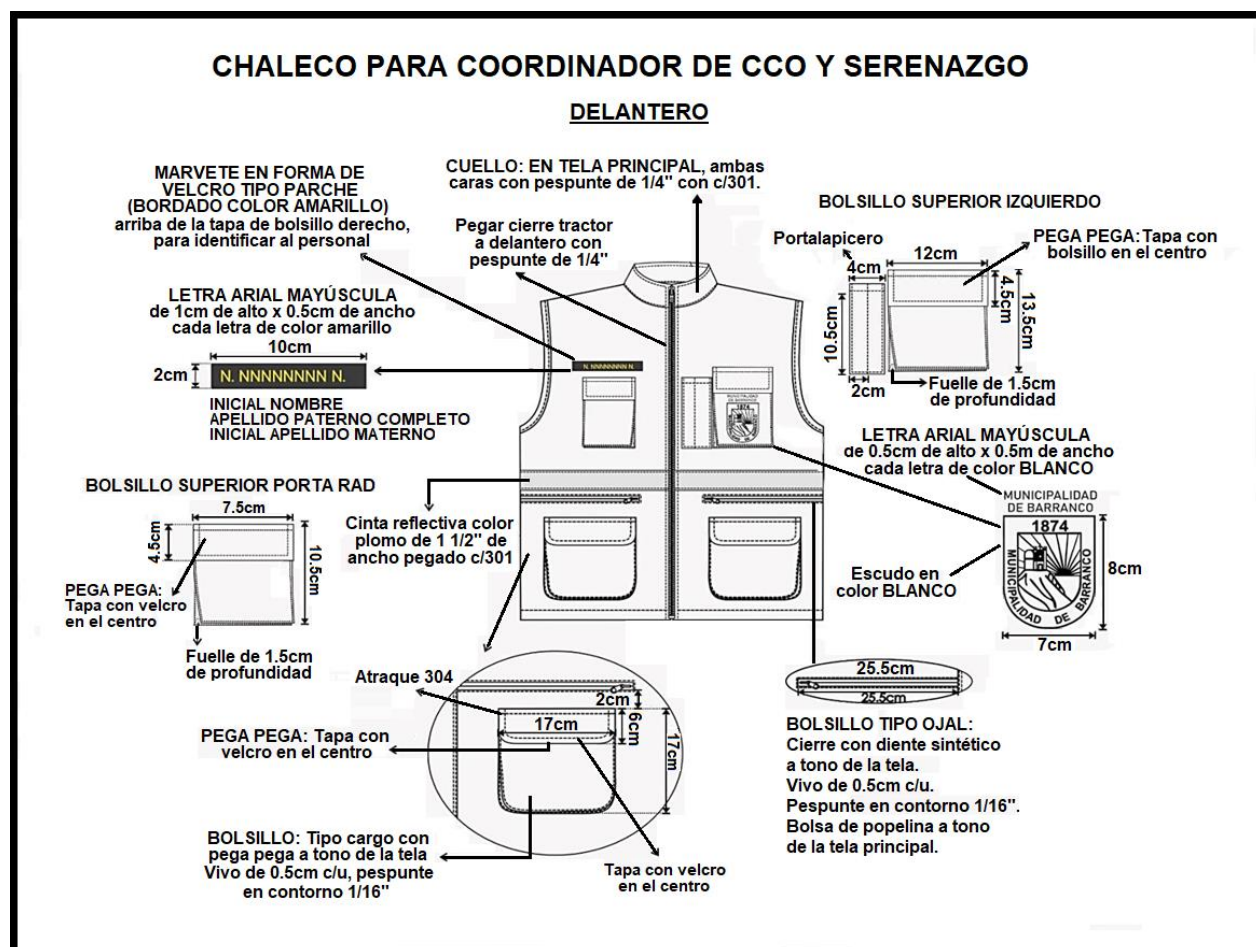 CHALECO PARA COORDINADOR DE CCO Y SERENAZGO
DELANTERO
MARVETE EN FORMA DE
VELCRO TIPO PARCHE
(BORDADO COLOR AMARILLO)
arriba de la tapa de bolsillo derecho,
para identificar al personal
CUELLO: EN TELA PRINCIPAL, ambas
caras con pespunte de 1/4" con c/301.
Pegar cierre tractor
a delantero con
pespunte de 1/4"
BOLSILLO SUPERIOR IZQUIERDO
Portalapicero
PEGA PEGA: Tapa con
bolsillo en el centro
4cm
12cm
4.5cm
13.5cm
10.5cm
2cm
Fuelle de 1.5cm
de profundidad
LETRA ARIAL MAYÚSCULA
de 1cm de alto x 0.5cm de ancho
cada letra de color amarillo
10cm
2cm
N. NNNNNNNN N.
INICIAL NOMBRE
APELLIDO PATERNO COMPLETO
INICIAL APELLIDO MATERNO
N. NNNNNNNN N.
MUNICIPALIDAD
DE BARRANCO
1874
LETRA ARIAL MAYÚSCULA
de 0.5cm de alto x 0.5m de ancho
cada letra de color BLANCO
MUNICIPALIDAD
DE BARRANCO
1874
MUNICIPALIDAD DE BARRANCO
8cm
7cm
Escudo en
color BLANCO
BOLSILLO SUPERIOR PORTA RAD
7.5cm
4.5cm
10.5cm
PEGA PEGA:
Tapa con velcro
en el centro
Fuelle de 1.5cm
de profundidad
Cinta reflectiva color
plomo de 1 1/2" de
ancho pegado c/301
Atraque 304
2cm
6cm
17cm
17cm
PEGA PEGA: Tapa con
velcro en el centro
BOLSILLO: Tipo cargo con
pega pega a tono de la tela
Vivo de 0.5cm c/u, pespunte
en contorno 1/16"
Tapa con velcro
en el centro
25.5cm
25.5cm
BOLSILLO TIPO OJAL:
Cierre con diente sintético
a tono de la tela.
Vivo de 0.5cm c/u.
Pespunte en contorno 1/16".
Bolsa de popelina a tono
de la tela principal.